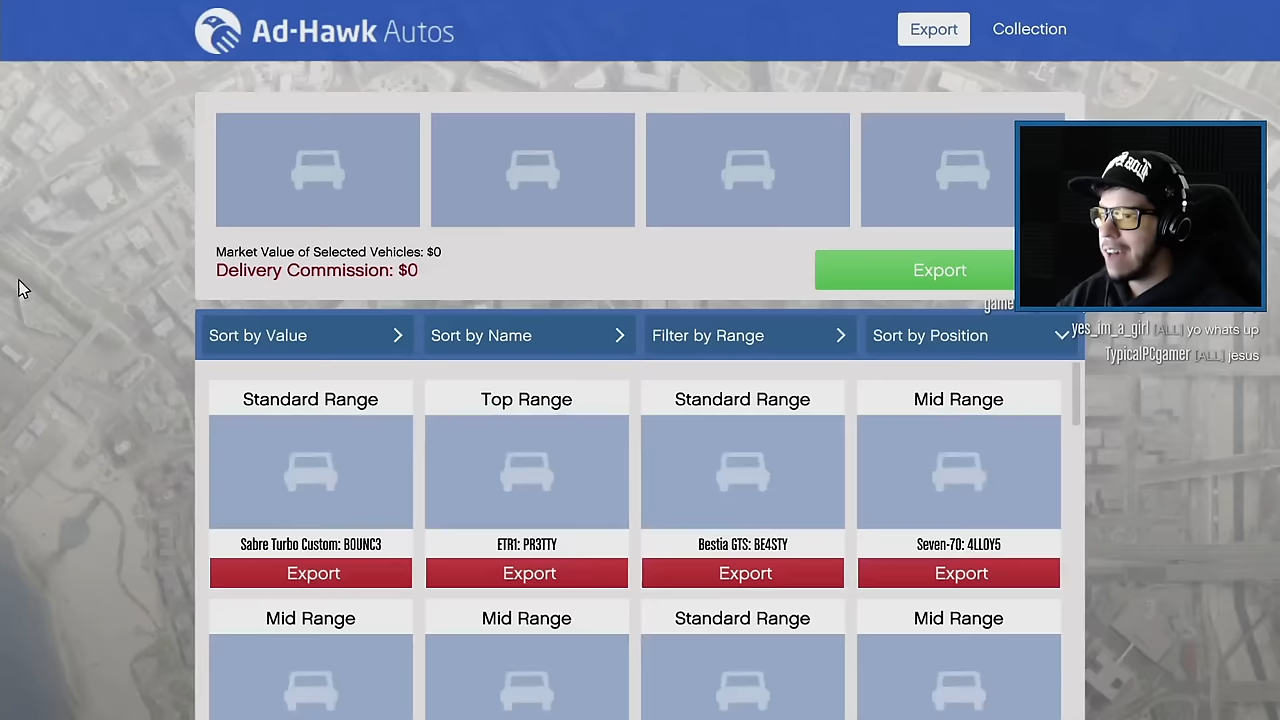 Ad-Hawk Autos
Export
Collection
Market Value of Selected Vehicles: $0
Delivery Commission: $0
Export
game
yes_im_a_girl [ALL] yo whats up
TypicalPCgamer [ALL] jesus
Sort by Value
Sort by Name
Filter by Range
Sort by Position
Standard Range
Top Range
Standard Range
Mid Range
Sabre Turbo Custom: B0UNC3
ETR1: PR3TTY
Bestia GTS: BE4STY
Seven-70: 4LLOY5
Export
Export
Export
Export
Mid Range
Mid Range
Standard Range
Mid Range